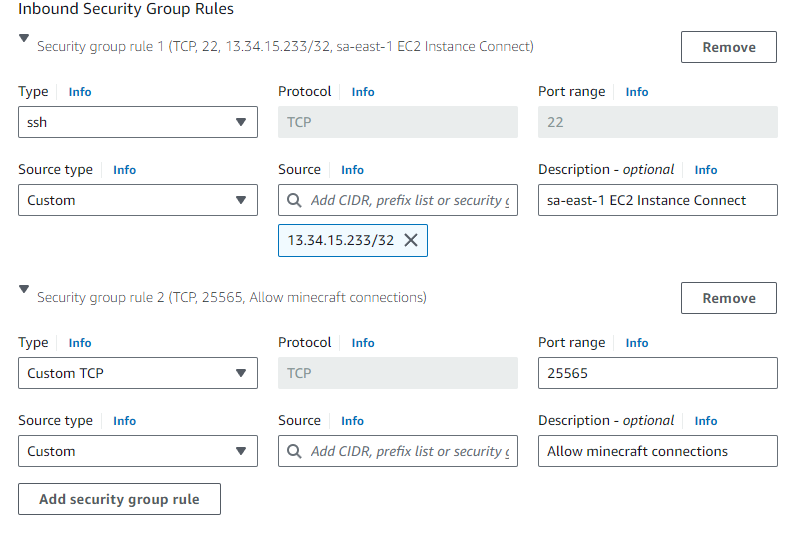 Inbound Security Group Rules
Security group rule 1 (TCP, 22, 13.34.15.233/32, sa-east-1 EC2 Instance Connect)
Remove
Type Info Protocol Info Port range Info
ssh TCP 22
Source type Info Source Info Description - optional Info
Custom Add CIDR, prefix list or security g sa-east-1 EC2 Instance Connect
13.34.15.233/32
Security group rule 2 (TCP, 25565, Allow minecraft connections)
Remove
Type Info Protocol Info Port range Info
Custom TCP TCP 25565
Source type Info Source Info Description - optional Info
Custom Add CIDR, prefix list or security g Allow minecraft connections
Add security group rule